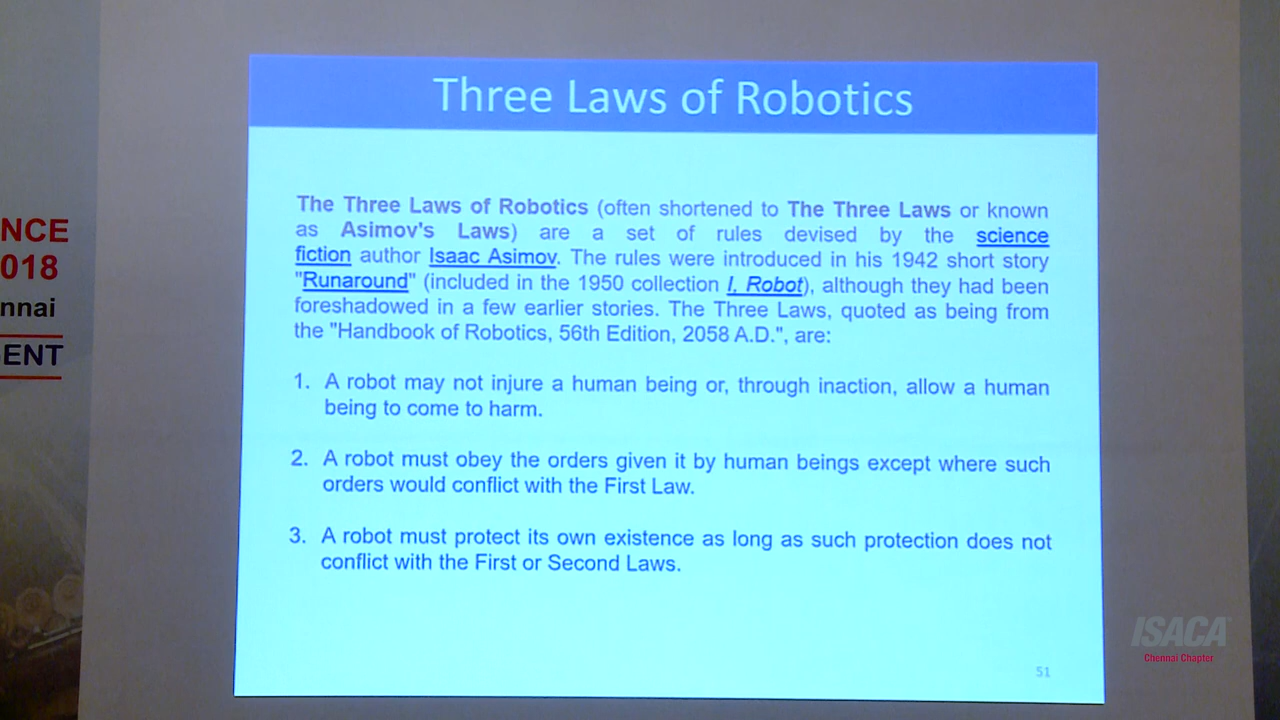 Three Laws of Robotics
The Three Laws of Robotics (often shortened to The Three Laws or known
as Asimov's Laws) are a set of rules devised by the science
fiction author Isaac Asimov. The rules were introduced in his 1942 short story
"Runaround" (included in the 1950 collection I, Robot), although they had been
foreshadowed in a few earlier stories. The Three Laws, quoted as being from
the "Handbook of Robotics, 56th Edition, 2058 A.D.", are:
1. A robot may not injure a human being or, through inaction, allow a human
being to come to harm.
2. A robot must obey the orders given it by human beings except where such
orders would conflict with the First Law.
3. A robot must protect its own existence as long as such protection does not
conflict with the First or Second Laws.
51
NCE
018
nnai
ENT
ISACA
Chennai Chapter